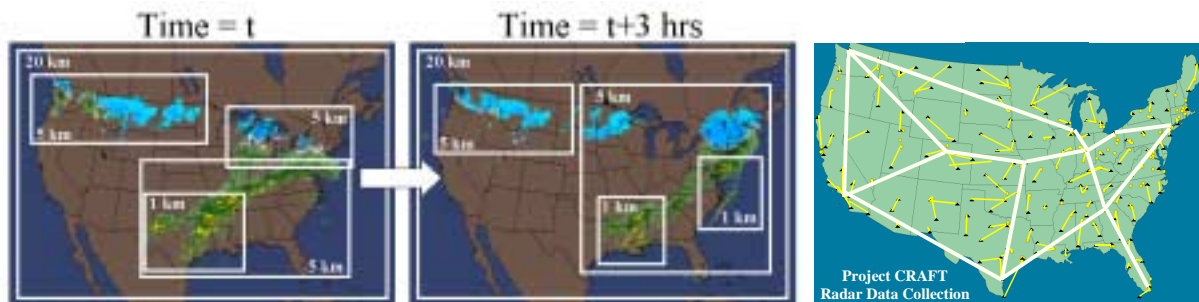 Time = t
20 km
5 km
5 km
1 km
5 km
Time = t+3 hrs
20 km
5 km
5 km
1 km
1 km
Project CRAFT
Radar Data Collection